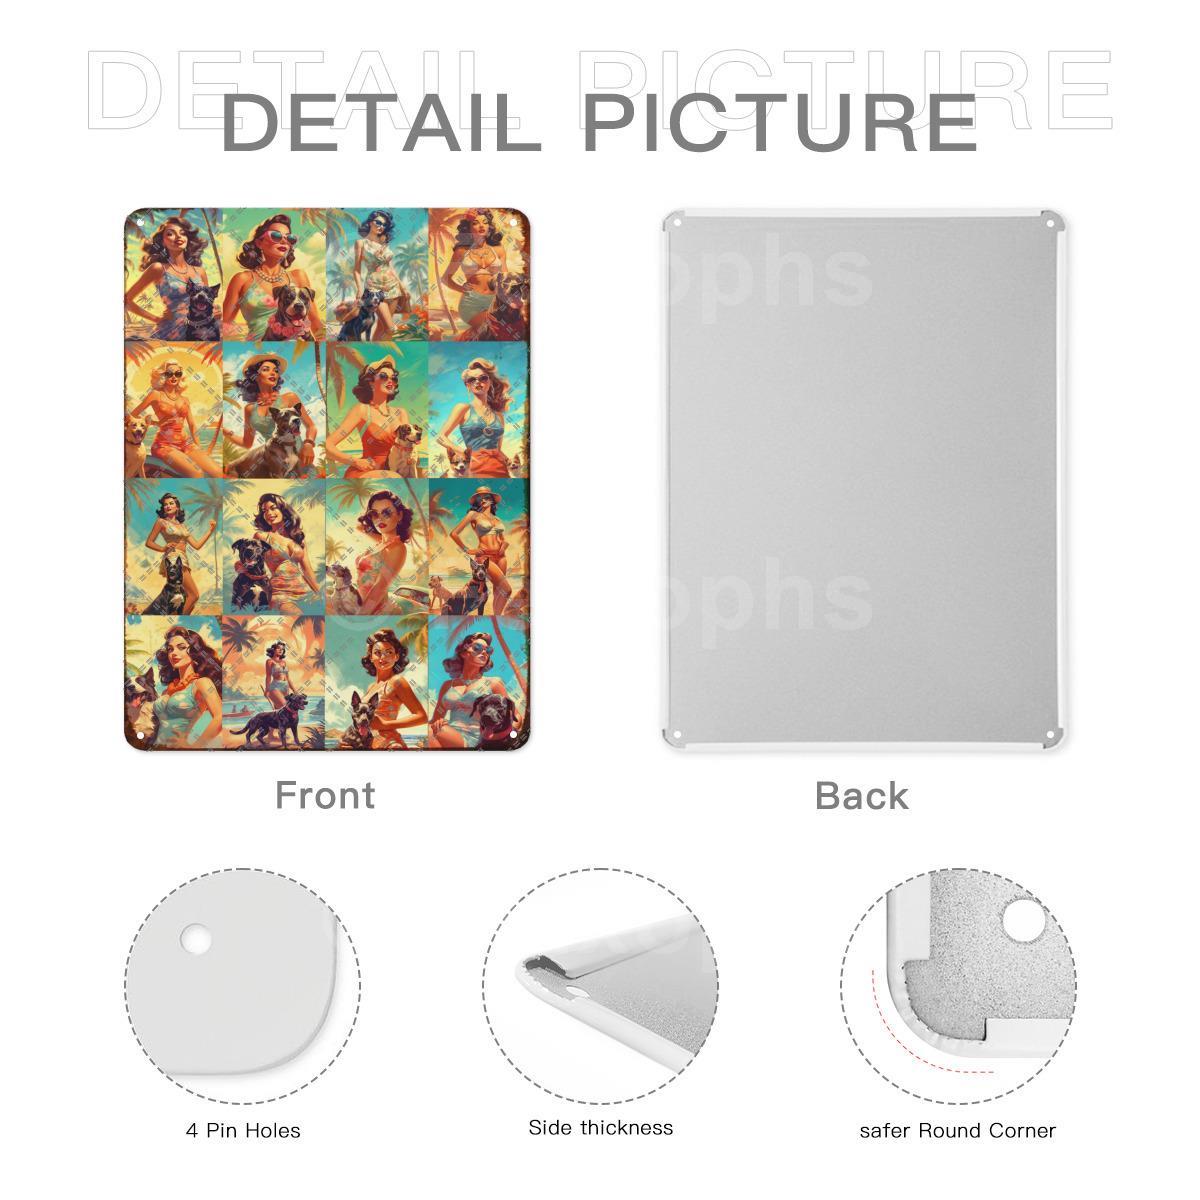 DETAIL PICTURE
DETAIL PICTURE
Front
Back
4 Pin Holes
Side thickness
safer Round Corner